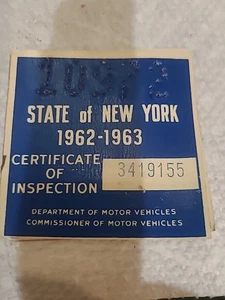 STATE of NEW YORK
1962-1963
CERTIFICATE
OF
INSPECTION
3419155
DEPARTMENT OF MOTOR VEHICLES
COMMISSIONER OF MOTOR VEHICLES